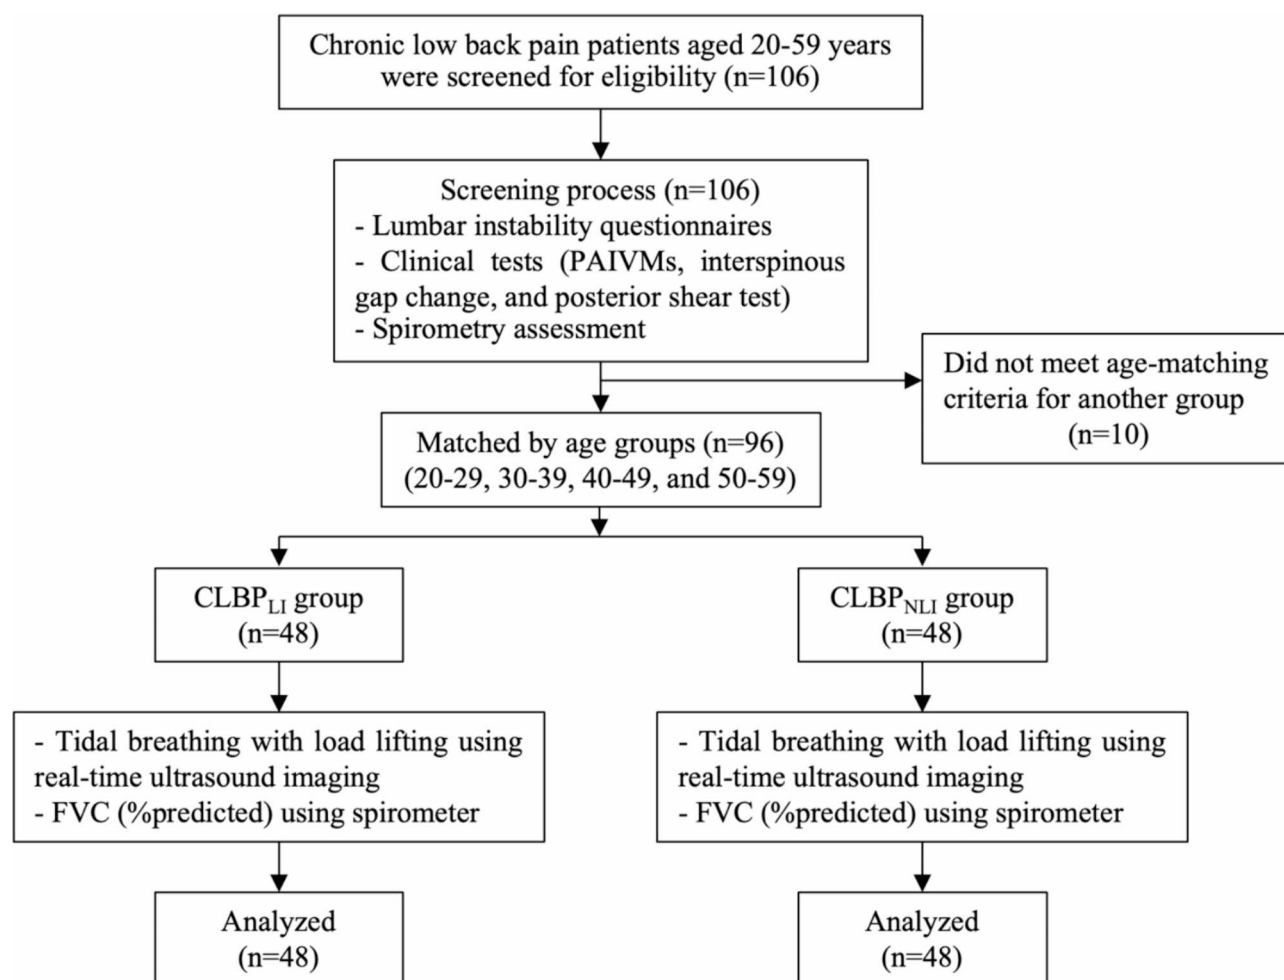 Chronic low back pain patients aged 20-59 years
were screened for eligibility (n=106)
Screening process (n=106)
- Lumbar instability questionnaires
- Clinical tests (PAIVMs, interspinous
gap change, and posterior shear test)
- Spirometry assessment
Did not meet age-matching
criteria for another group
(n=10)
Matched by age groups (n=96)
(20-29, 30-39, 40-49, and 50-59)
CLBPLI group
(n=48)
CLBPNLI group
(n=48)
- Tidal breathing with load lifting using
real-time ultrasound imaging
- FVC (%predicted) using spirometer
- Tidal breathing with load lifting using
real-time ultrasound imaging
- FVC (%predicted) using spirometer
Analyzed
(n=48)
Analyzed
(n=48)